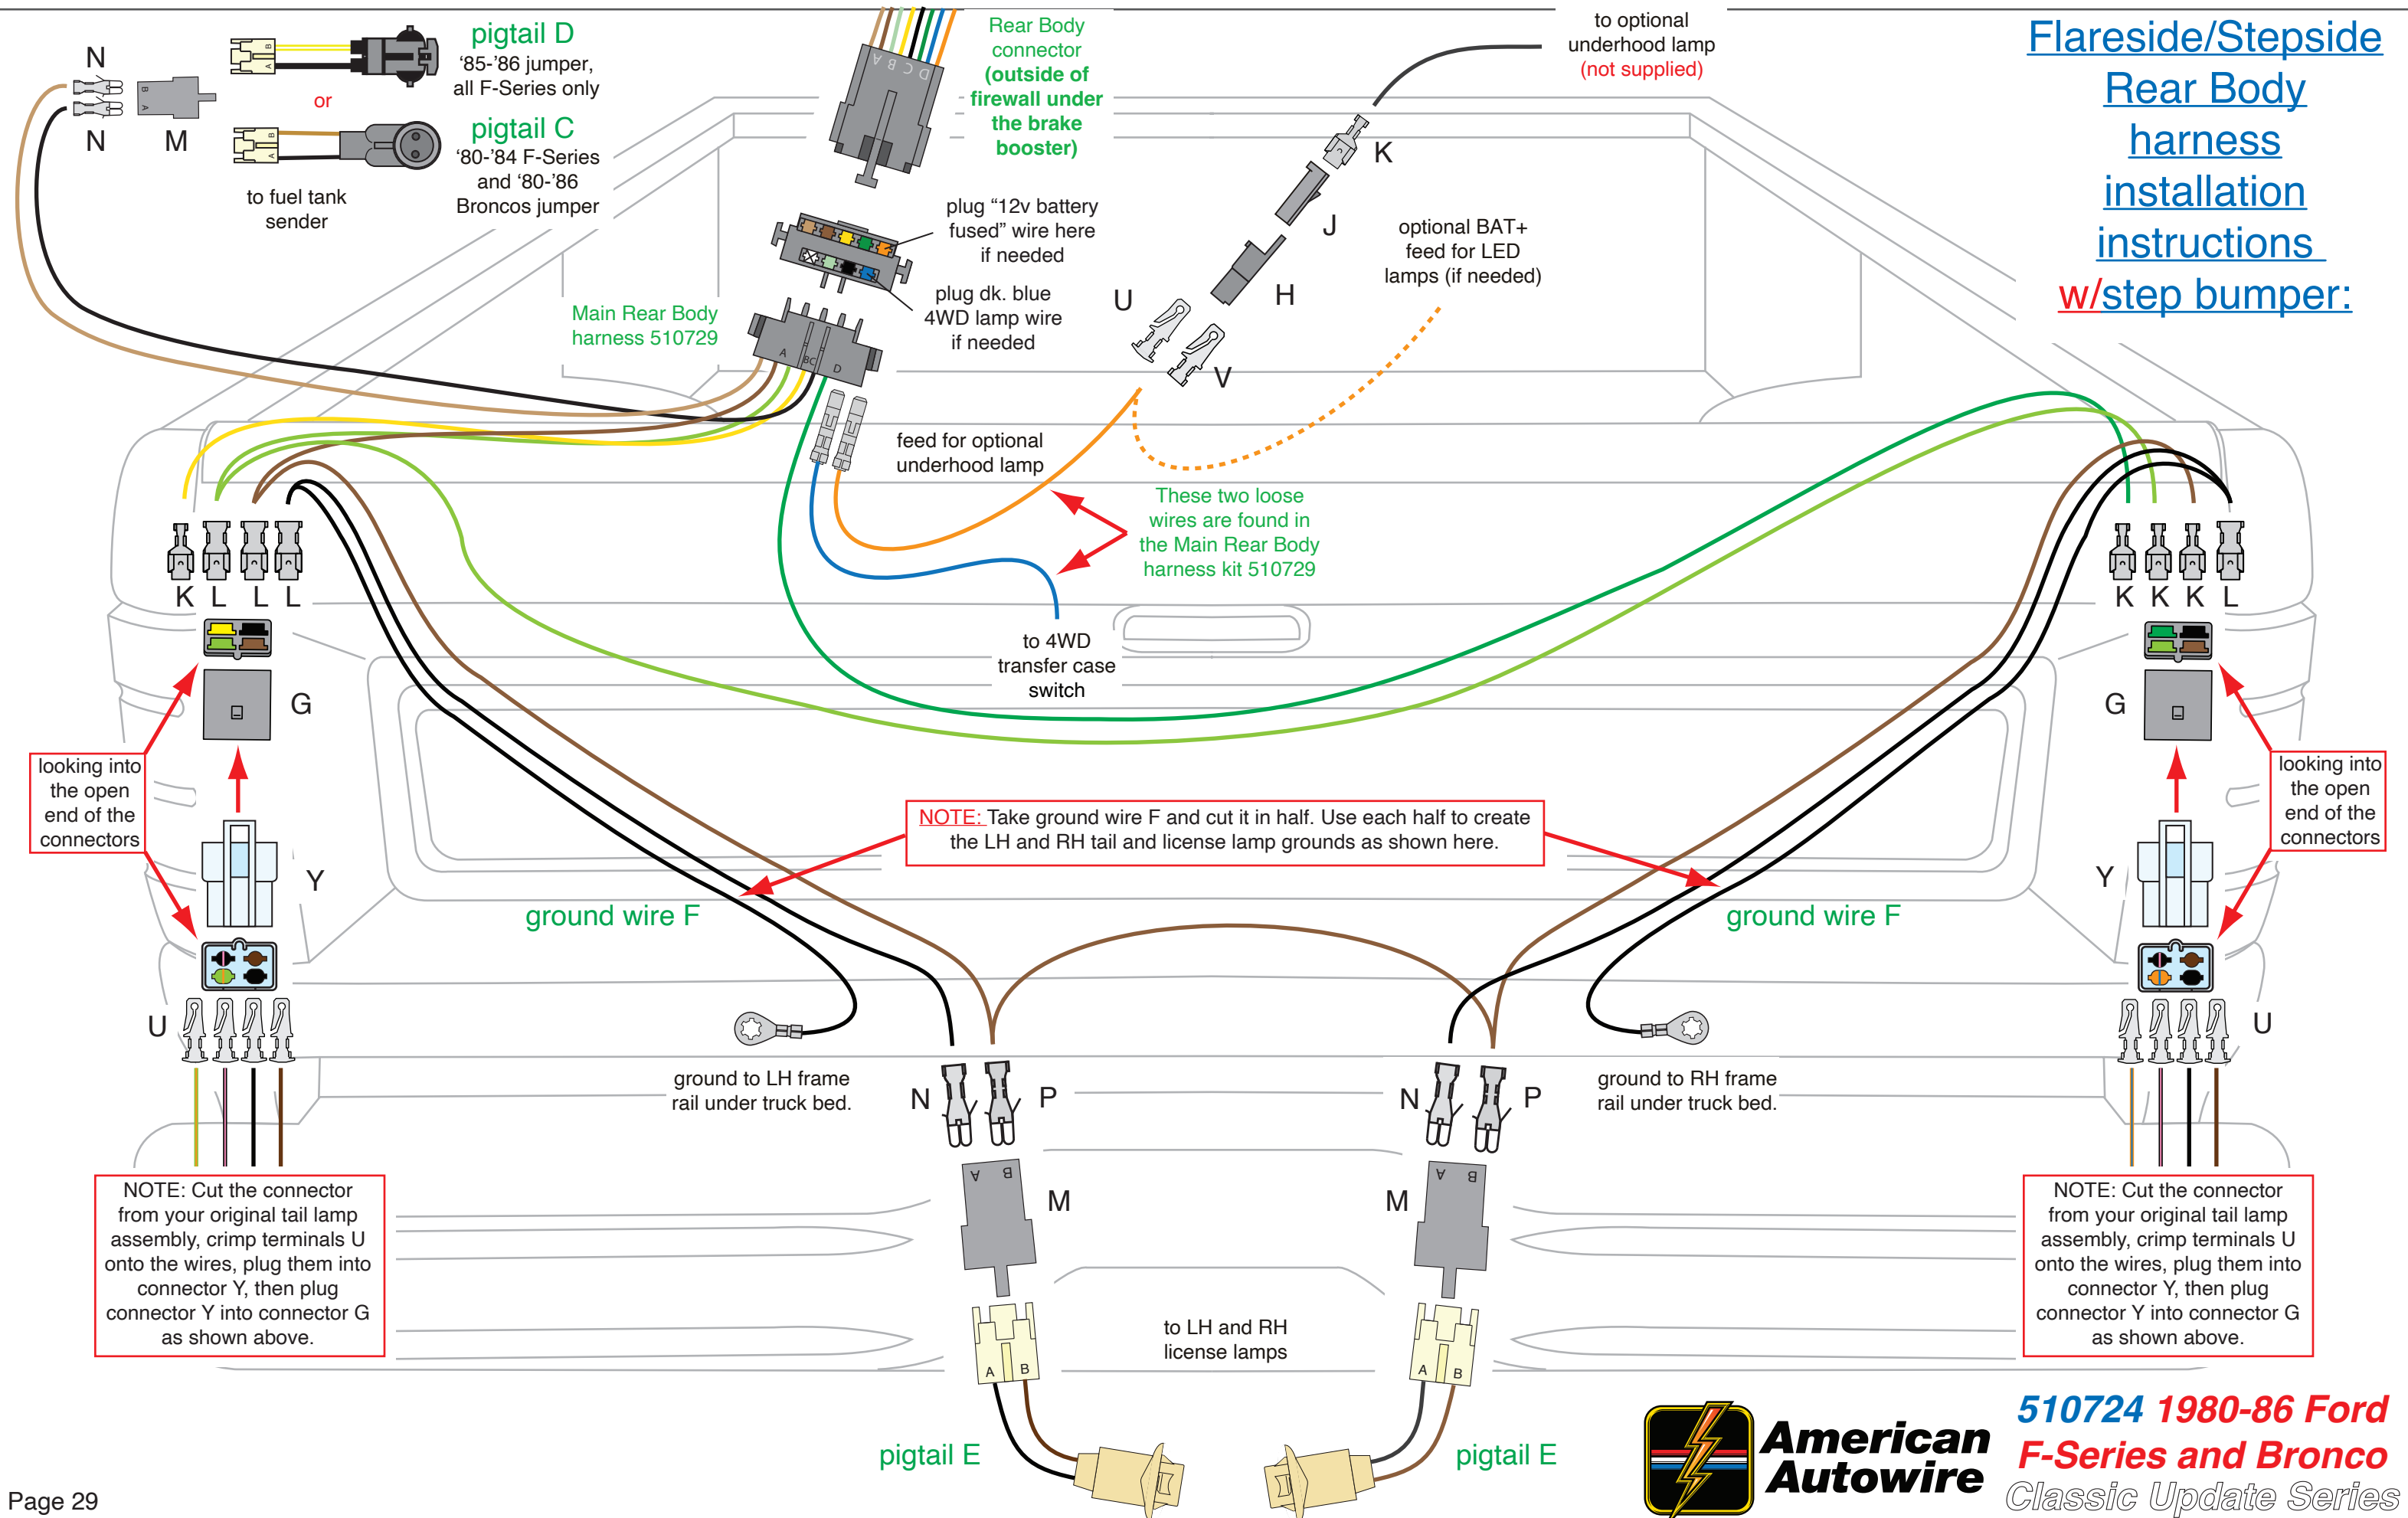 Flareside/Stepside
Rear Body
harness
installation
instructions
w/step bumper:
N
N
M
B
A
B
A
pigtail D
‘85-’86 jumper,
all F-Series only
or
B
A
pigtail C
‘80-’84 F-Series
and ‘80-’86
Broncos jumper
to fuel tank
sender
D C B A
Rear Body
connector
(outside of
firewall under
the brake
booster)
plug “12v battery
fused” wire here
if needed
plug dk. blue
4WD lamp wire
if needed
Main Rear Body
harness 510729
A
BC
D
to optional
underhood lamp
(not supplied)
K
J
H
U
V
optional BAT+
feed for LED
lamps (if needed)
feed for optional
underhood lamp
These two loose
wires are found in
the Main Rear Body
harness kit 510729
to 4WD
transfer case
switch
K L L L
G
looking into
the open
end of the
connectors
Y
U
K K K L
G
looking into
the open
end of the
connectors
Y
U
NOTE: Take ground wire F and cut it in half. Use each half to create
the LH and RH tail and license lamp grounds as shown here.
ground wire F
ground wire F
ground to LH frame
rail under truck bed.
N
P
N
P
ground to RH frame
rail under truck bed.
A B
M
M
A B
NOTE: Cut the connector
from your original tail lamp
assembly, crimp terminals U
onto the wires, plug them into
connector Y, then plug
connector Y into connector G
as shown above.
NOTE: Cut the connector
from your original tail lamp
assembly, crimp terminals U
onto the wires, plug them into
connector Y, then plug
connector Y into connector G
as shown above.
to LH and RH
license lamps
A B
A B
pigtail E
pigtail E
American
Autowire
510724 1980-86 Ford
F-Series and Bronco
Classic Update Series
Page 29